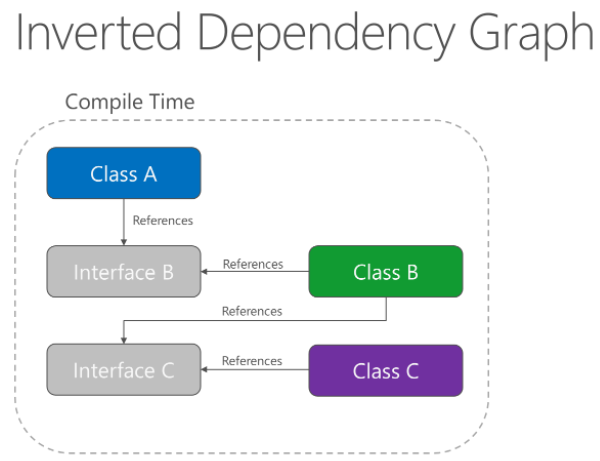 Inverted Dependency Graph
Compile Time
Class A
References
Interface B
References
Class B
References
Interface C
References
Class C